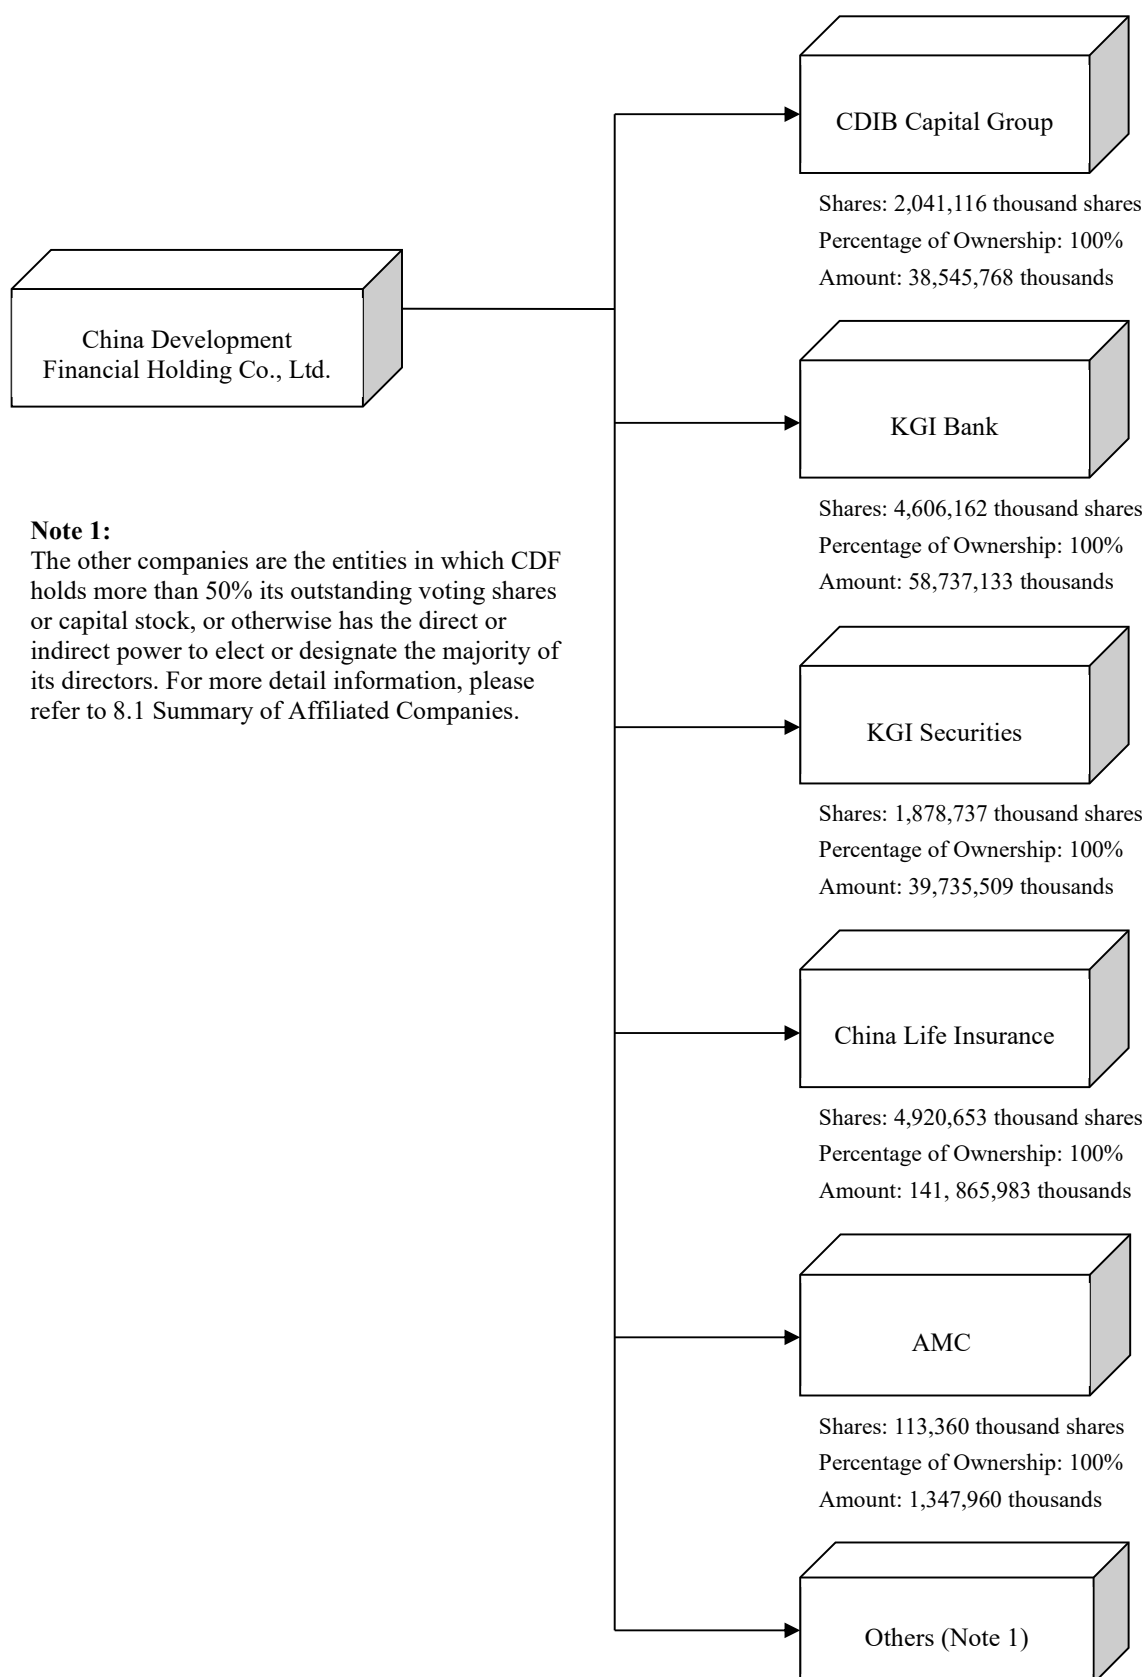 CDIB Capital Group
Shares: 2,041,116 thousand shares
Percentage of Ownership: 100%
Amount: 38,545,768 thousands
China Development
Financial Holding Co., Ltd.
KGI Bank
Shares: 4,606,162 thousand shares
Percentage of Ownership: 100%
Amount: 58,737,133 thousands
Note 1:
The other companies are the entities in which CDF
holds more than 50% its outstanding voting shares
or capital stock, or otherwise has the direct or
indirect power to elect or designate the majority of
its directors. For more detail information, please
refer to 8.1 Summary of Affiliated Companies.
KGI Securities
Shares: 1,878,737 thousand shares
Percentage of Ownership: 100%
Amount: 39,735,509 thousands
China Life Insurance
Shares: 4,920,653 thousand shares
Percentage of Ownership: 100%
Amount: 141, 865,983 thousands
AMC
Shares: 113,360 thousand shares
Percentage of Ownership: 100%
Amount: 1,347,960 thousands
Others (Note 1)